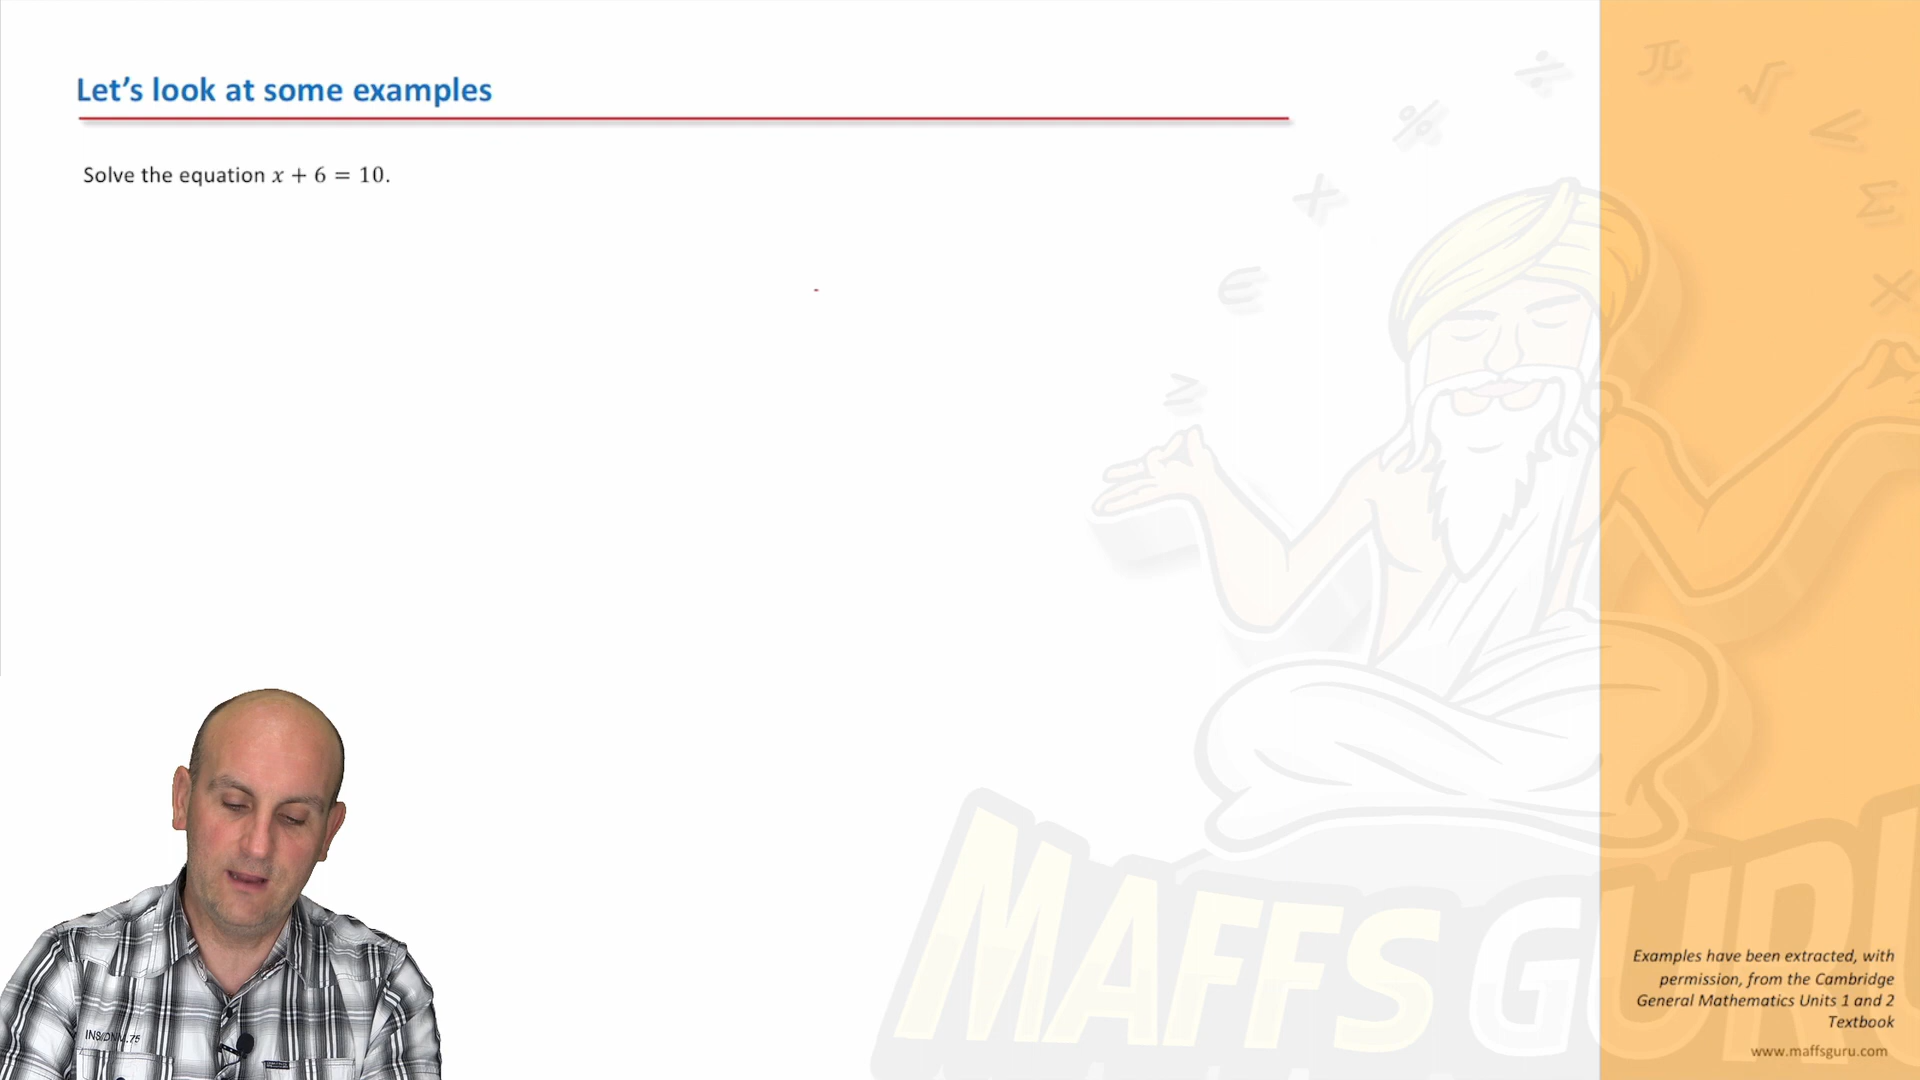 Let's look at some examples
Solve the equation x + 6 = 10.
MAFFS GURU
Examples have been extracted, with
permission, from the Cambridge
General Mathematics Units 1 and 2
Textbook
www.maffsguru.com